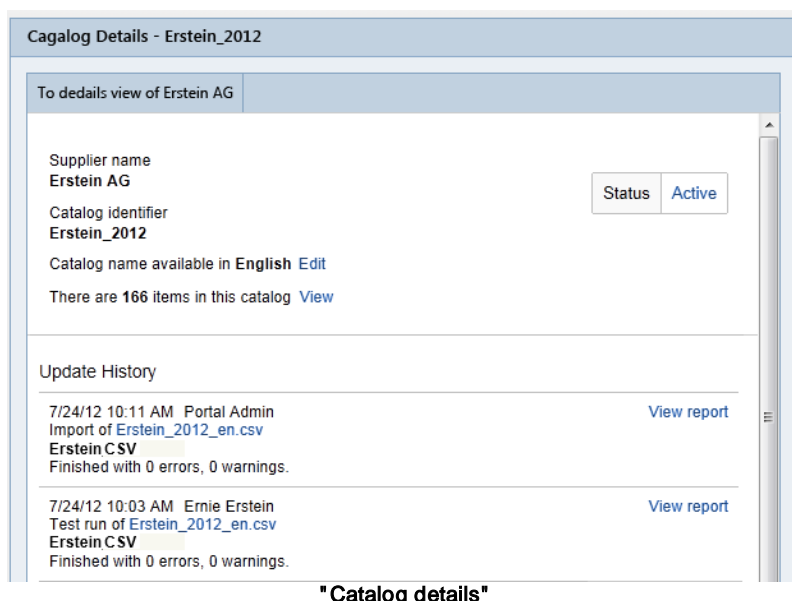 Cagalog Details - Erstein_2012
To dedails view of Erstein AG
Supplier name
Erstein AG
Status Active
Catalog identifier
Erstein_2012
Catalog name available in English Edit
There are 166 items in this catalog View
Update History
7/24/12 10:11 AM Portal Admin View report
Import of Erstein_2012_en.csv
Erstein CSV
Finished with 0 errors, 0 warnings.
7/24/12 10:03 AM Ernie Erstein View report
Test run of Erstein_2012_en.csv
Erstein CSV
Finished with 0 errors, 0 warnings.
"Catalog details"